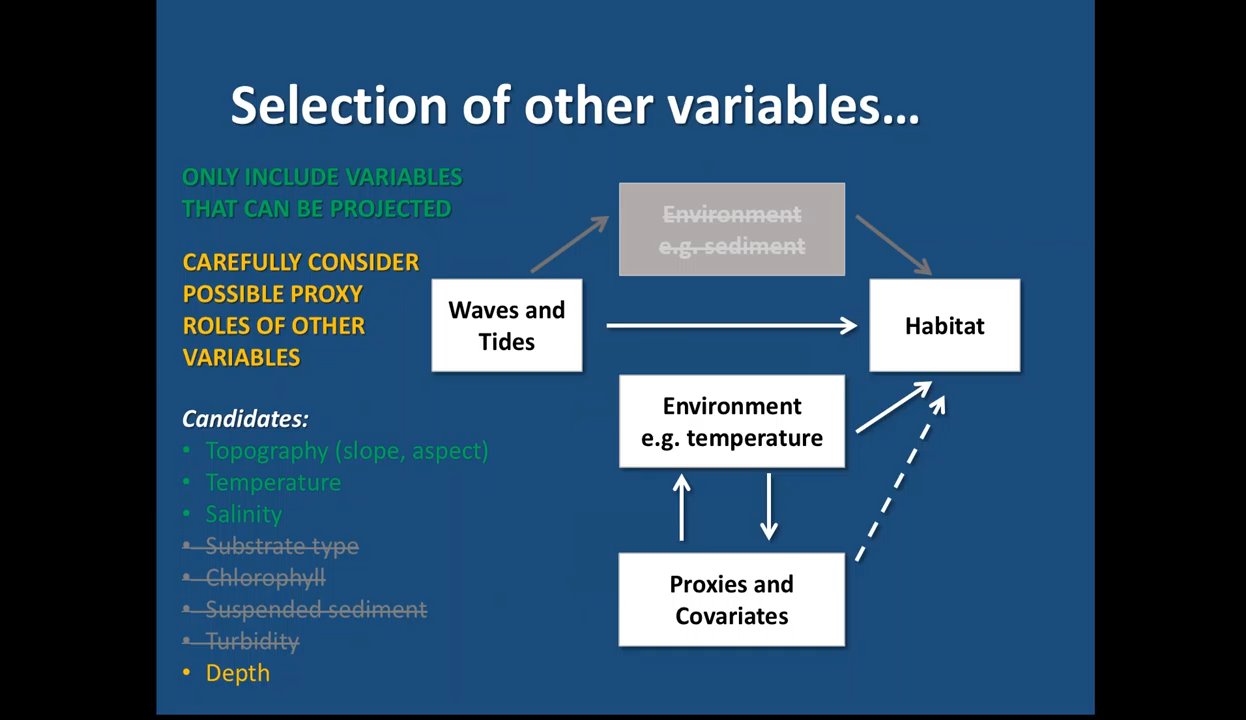 Selection of other variables…
ONLY INCLUDE VARIABLES
THAT CAN BE PROJECTED
CAREFULLY CONSIDER
POSSIBLE PROXY
ROLES OF OTHER
VARIABLES
Candidates:
• Topography (slope, aspect)
• Temperature
• Salinity
• Substrate type
• Chlorophyll
• Suspended sediment
• Turbidity
• Depth
Environment
e.g. sediment
Waves and
Tides
Habitat
Environment
e.g. temperature
Proxies and
Covariates